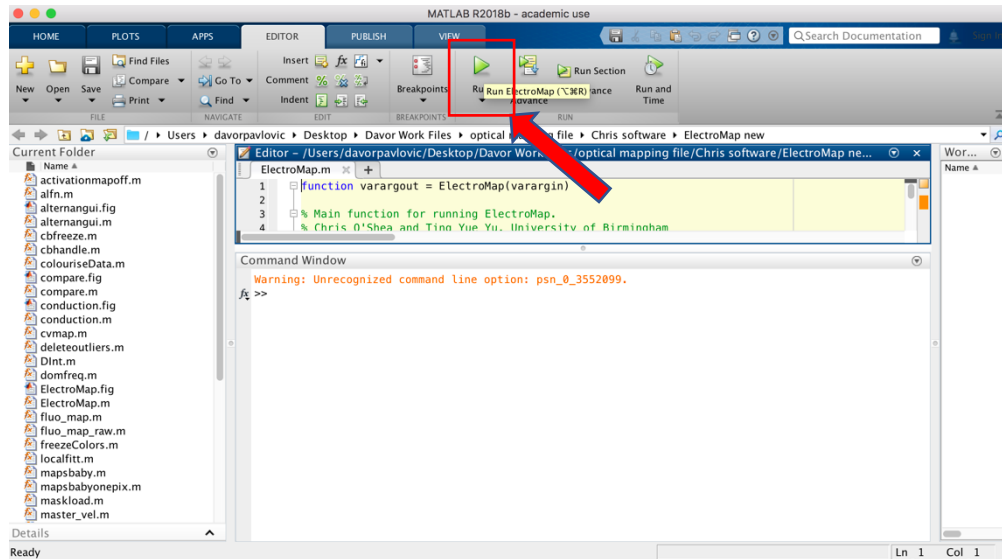 MATLAB R2018b - academic use
HOME PLOTS APPS EDITOR PUBLISH VIEW Search Documentation Sign In
New Open Save Find Files Compare Print
Go To Find
Insert fx Comment Indent
Breakpoints
Run Advance Run Section Run and Time
Run ElectroMap (⌥⌘R)
FILE NAVIGATE EDIT BREAKPOINTS RUN
/ ▸ Users ▸ davorpavlovic ▸ Desktop ▸ Davor Work Files ▸ optical file ▸ Chris software ▸ ElectroMap new
Current Folder
Name
activationmapoff.m
alfn.m
alternangui.fig
alternangui.m
cbfreeze.m
cbhandle.m
colouriseData.m
compare.fig
compare.m
conduction.fig
conduction.m
cvmap.m
deleteoutliers.m
DInt.m
domfreq.m
ElectroMap.fig
ElectroMap.m
fluo_map.m
fluo_map_raw.m
freezeColors.m
localfitt.m
mapsbaby.m
mapsbabyonepix.m
maskload.m
master_vel.m
Details
Editor – /Users/davorpavlovic/Desktop/Davor Work /optical mapping file/Chris software/ElectroMap ne...
ElectroMap.m × +
1 function varargout = ElectroMap(varargin)
2
3 % Main function for running ElectroMap.
4 % Chris O'Shea and Ting Yue Yu, University of Birmingham
Command Window
Warning: Unrecognized command line option: psn_0_3552099.
fx >>
Wor...
Name
Ready Ln 1 Col 1